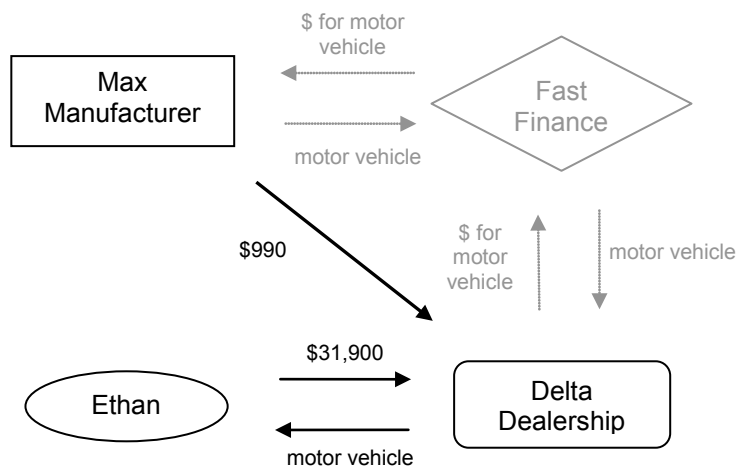 $ for motor
vehicle
Max
Manufacturer
Fast
Finance
motor vehicle
$990
$ for
motor
vehicle
motor vehicle
$31,900
Ethan
Delta
Dealership
motor vehicle